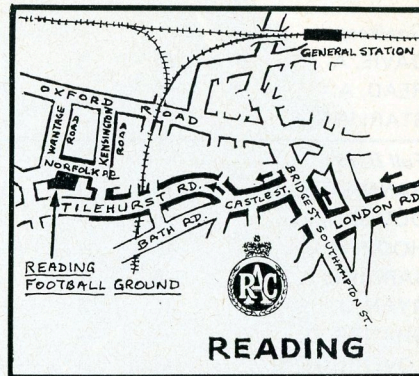 GENERAL STATION
OXFORD ROAD
WANTAGE ROAD
KENSINGTON ROAD
NORFOLK RD.
TILEHURST RD.
CASTLE ST.
BRIDGE ST.
SOUTHAMPTON ST.
LONDON RD
BATH RD.
READING
FOOTBALL GROUND
RAC
READING